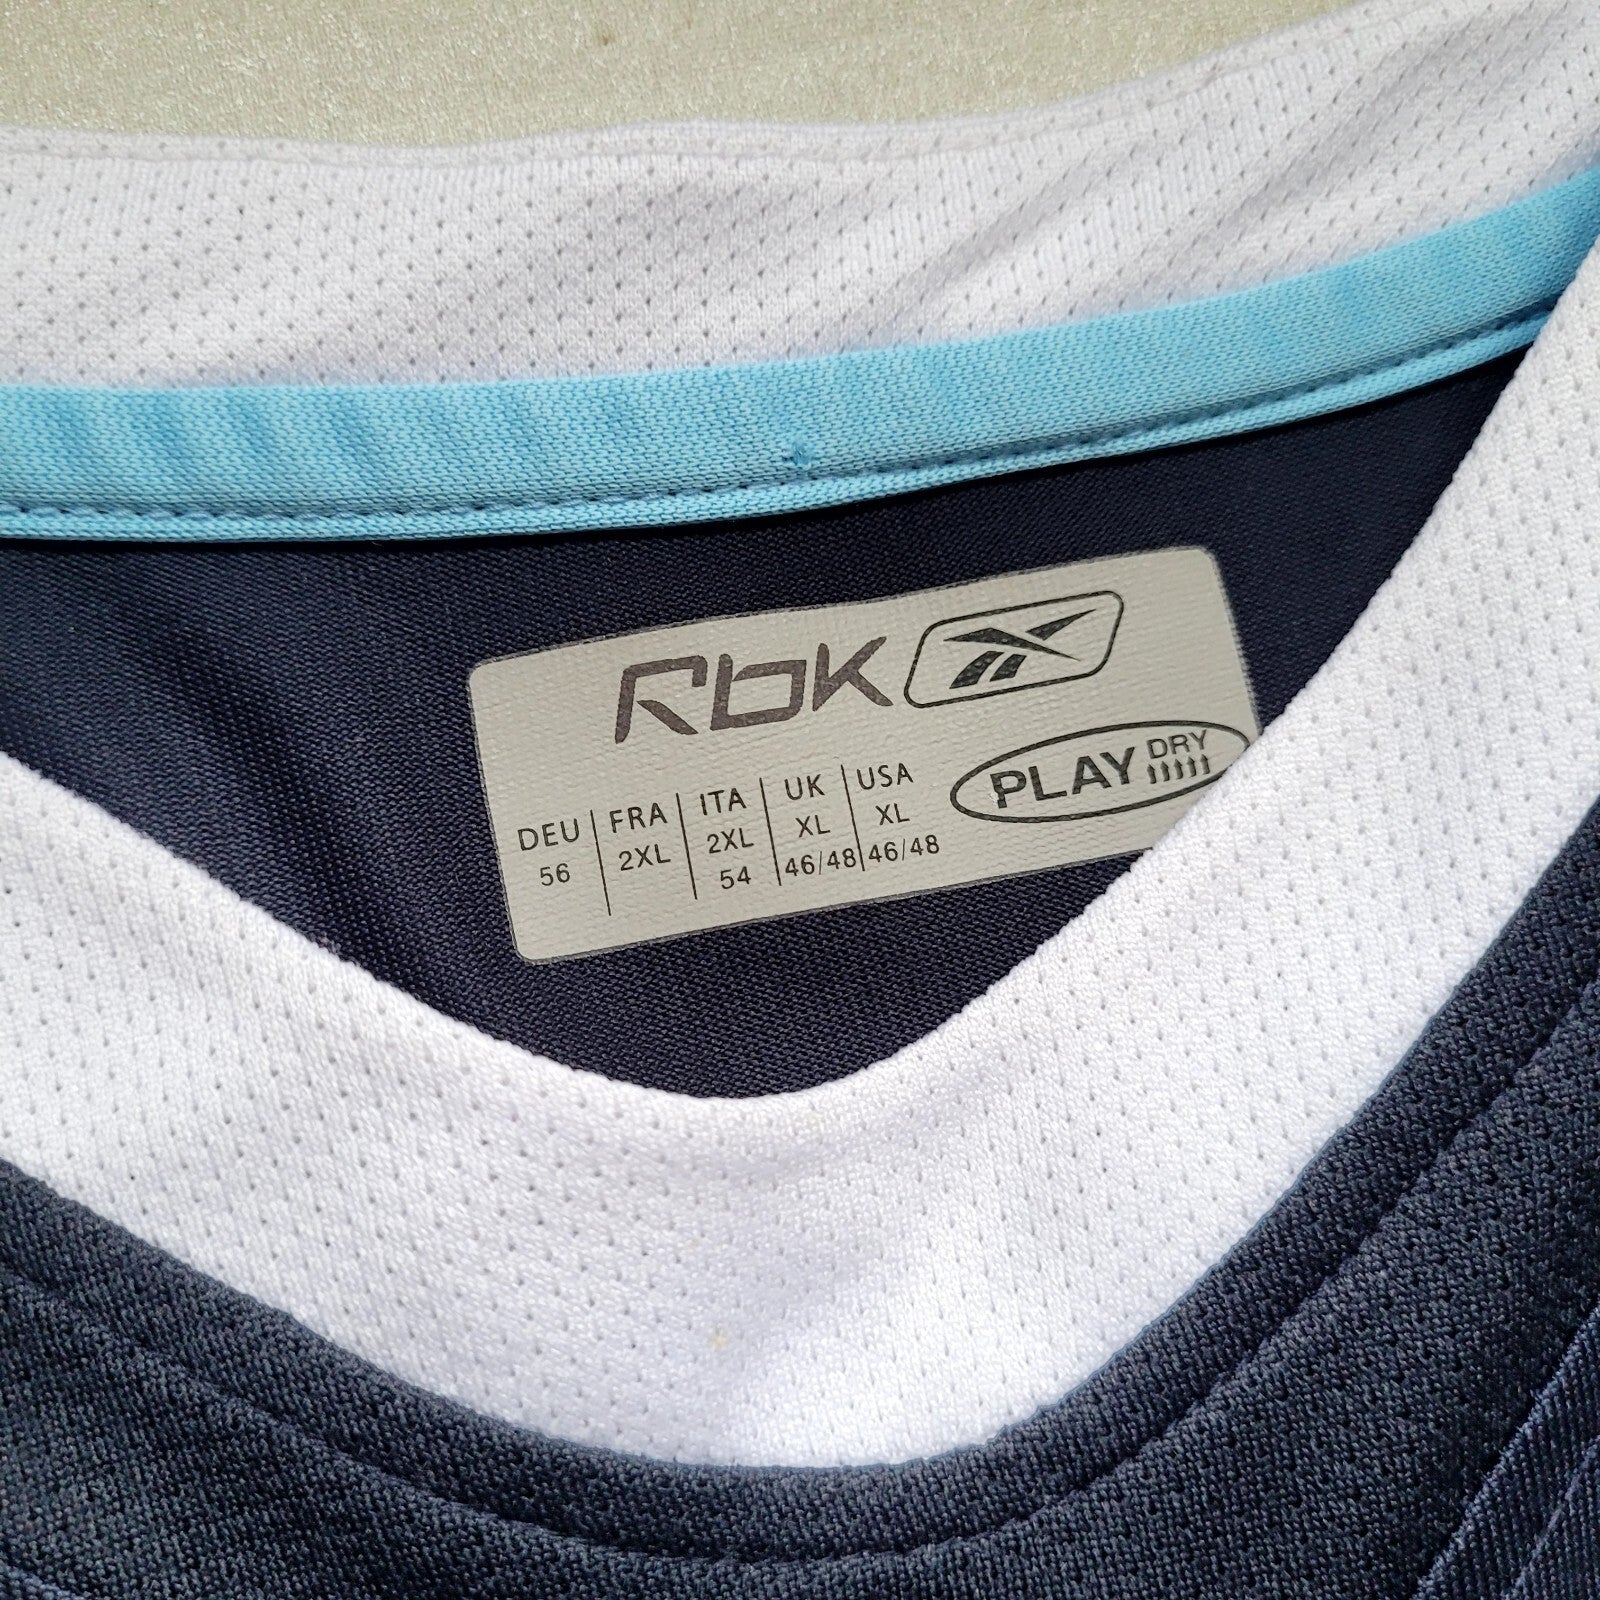 Rbk
PLAY DRY
DEU FRA ITA UK USA
56 2XL 2XL XL XL
54 46/48 46/48